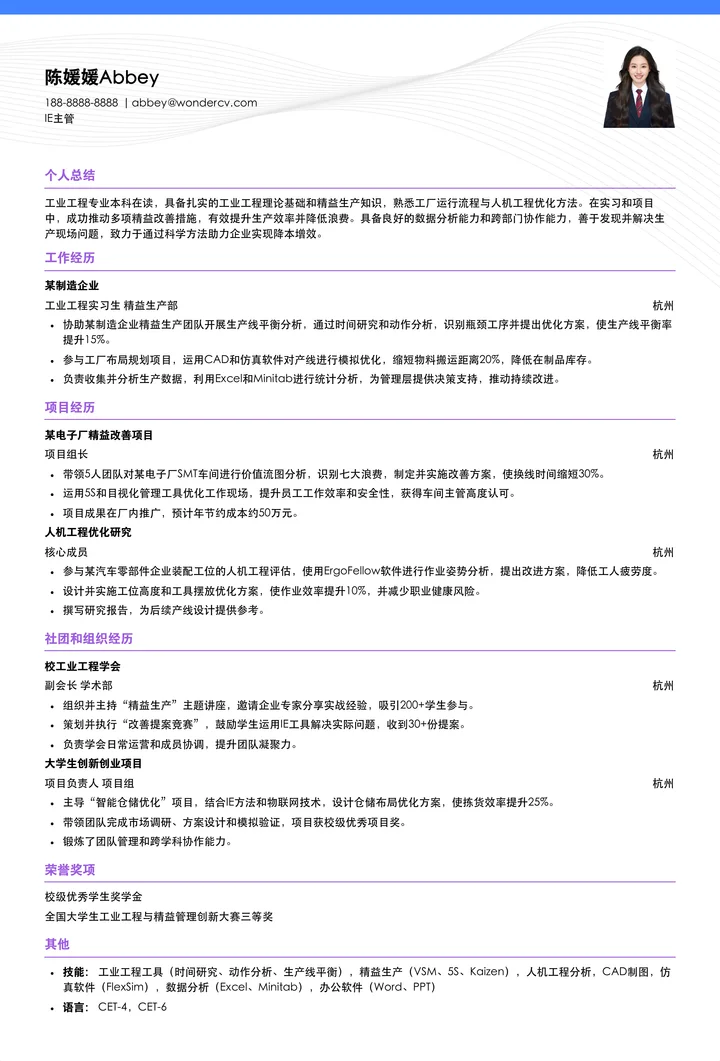 陈媛媛Abbey
188-8888-8888 | abbey@wondercv.com
IE主管
个人总结
工业工程专业本科在读，具备扎实的工业工程理论基础和精益生产知识，熟悉工厂运行流程与人机工程优化方法。在实习和项目
中，成功推动多项精益改善措施，有效提升生产效率并降低浪费。具备良好的数据分析能力和跨部门协作能力，善于发现并解决生
产现场问题，致力于通过科学方法助力企业实现降本增效。
工作经历
某制造企业
工业工程实习生 精益生产部 杭州
• 协助某制造企业精益生产团队开展生产线平衡分析，通过时间研究和动作分析，识别瓶颈工序并提出优化方案，使生产线平衡率
提升15%。
• 参与工厂布局规划项目，运用CAD和仿真软件对产线进行模拟优化，缩短物料搬运距离20%，降低在制品库存。
• 负责收集并分析生产数据，利用Excel和Minitab进行统计分析，为管理层提供决策支持，推动持续改进。
项目经历
某电子厂精益改善项目
项目组长 杭州
• 带领5人团队对某电子厂SMT车间进行价值流图分析，识别七大浪费，制定并实施改善方案，使换线时间缩短30%。
• 运用5S和目视化管理工具优化工作现场，提升员工工作效率和安全性，获得车间主管高度认可。
• 项目成果在厂内推广，预计年节约成本约50万元。
人机工程优化研究
核心成员 杭州
• 参与某汽车零部件企业装配工位的人机工程评估，使用ErgoFellow软件进行作业姿势分析，提出改进方案，降低工人疲劳度。
• 设计并实施工位高度和工具摆放优化方案，使作业效率提升10%，并减少职业健康风险。
• 撰写研究报告，为后续产线设计提供参考。
社团和组织经历
校工业工程学会
副会长 学术部 杭州
• 组织并主持“精益生产”主题讲座，邀请企业专家分享实战经验，吸引200+学生参与。
• 策划并执行“改善提案竞赛”，鼓励学生运用IE工具解决实际问题，收到30+份提案。
• 负责学会日常运营和成员协调，提升团队凝聚力。
大学生创新创业项目
项目负责人 项目组 杭州
• 主导“智能仓储优化”项目，结合IE方法和物联网技术，设计仓储布局优化方案，使拣货效率提升25%。
• 带领团队完成市场调研、方案设计和模拟验证，项目获校级优秀项目奖。
• 锻炼了团队管理和跨学科协作能力。
荣誉奖项
校级优秀学生奖学金
全国大学生工业工程与精益管理创新大赛三等奖
其他
• 技能： 工业工程工具（时间研究、动作分析、生产线平衡），精益生产（VSM、5S、Kaizen），人机工程分析，CAD制图，仿
真软件（FlexSim），数据分析（Excel、Minitab），办公软件（Word、PPT）
• 语言： CET-4，CET-6